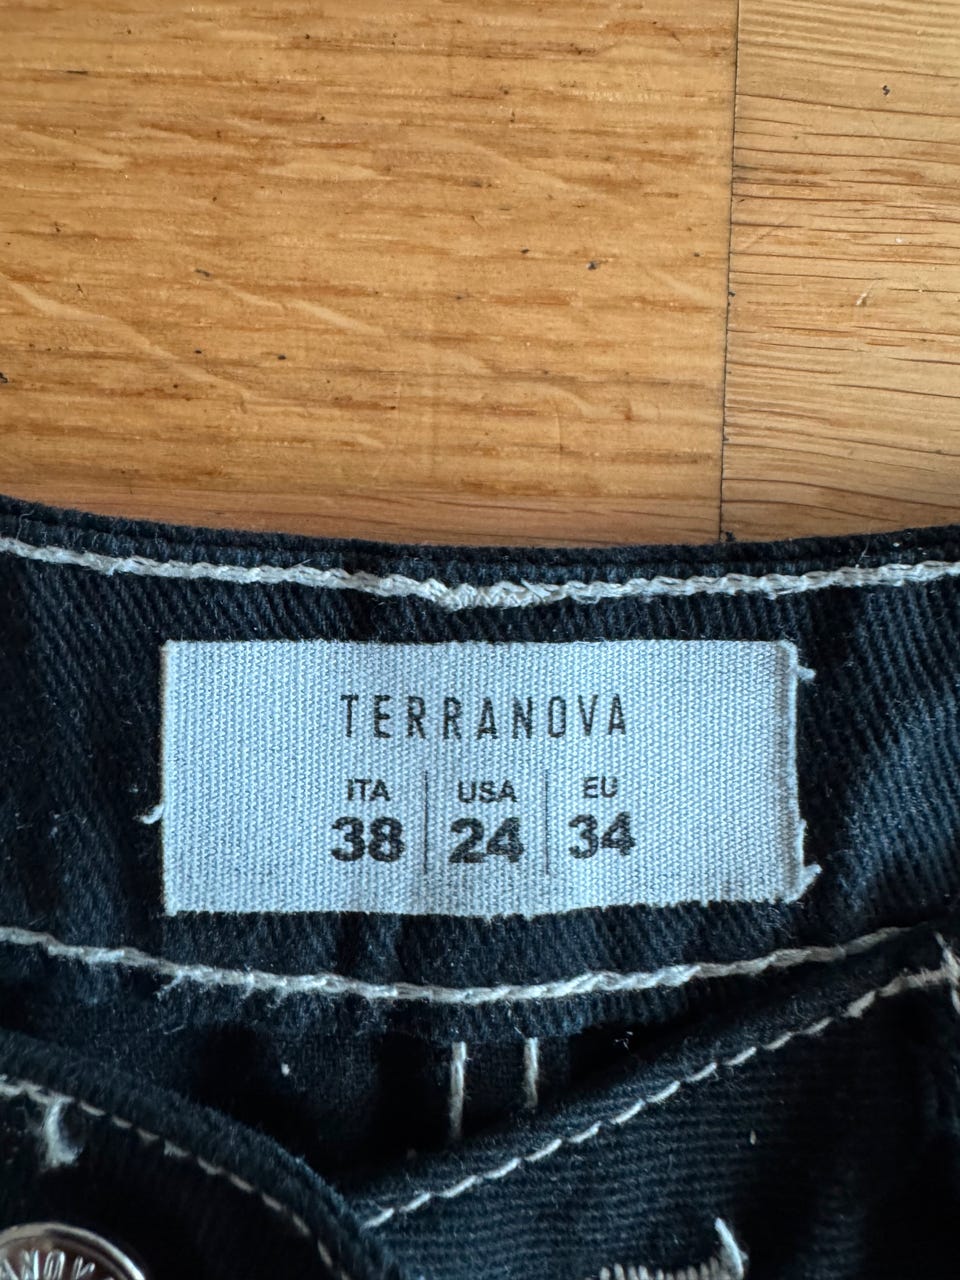 TERRANOVA
ITA USA EU
38 24 34